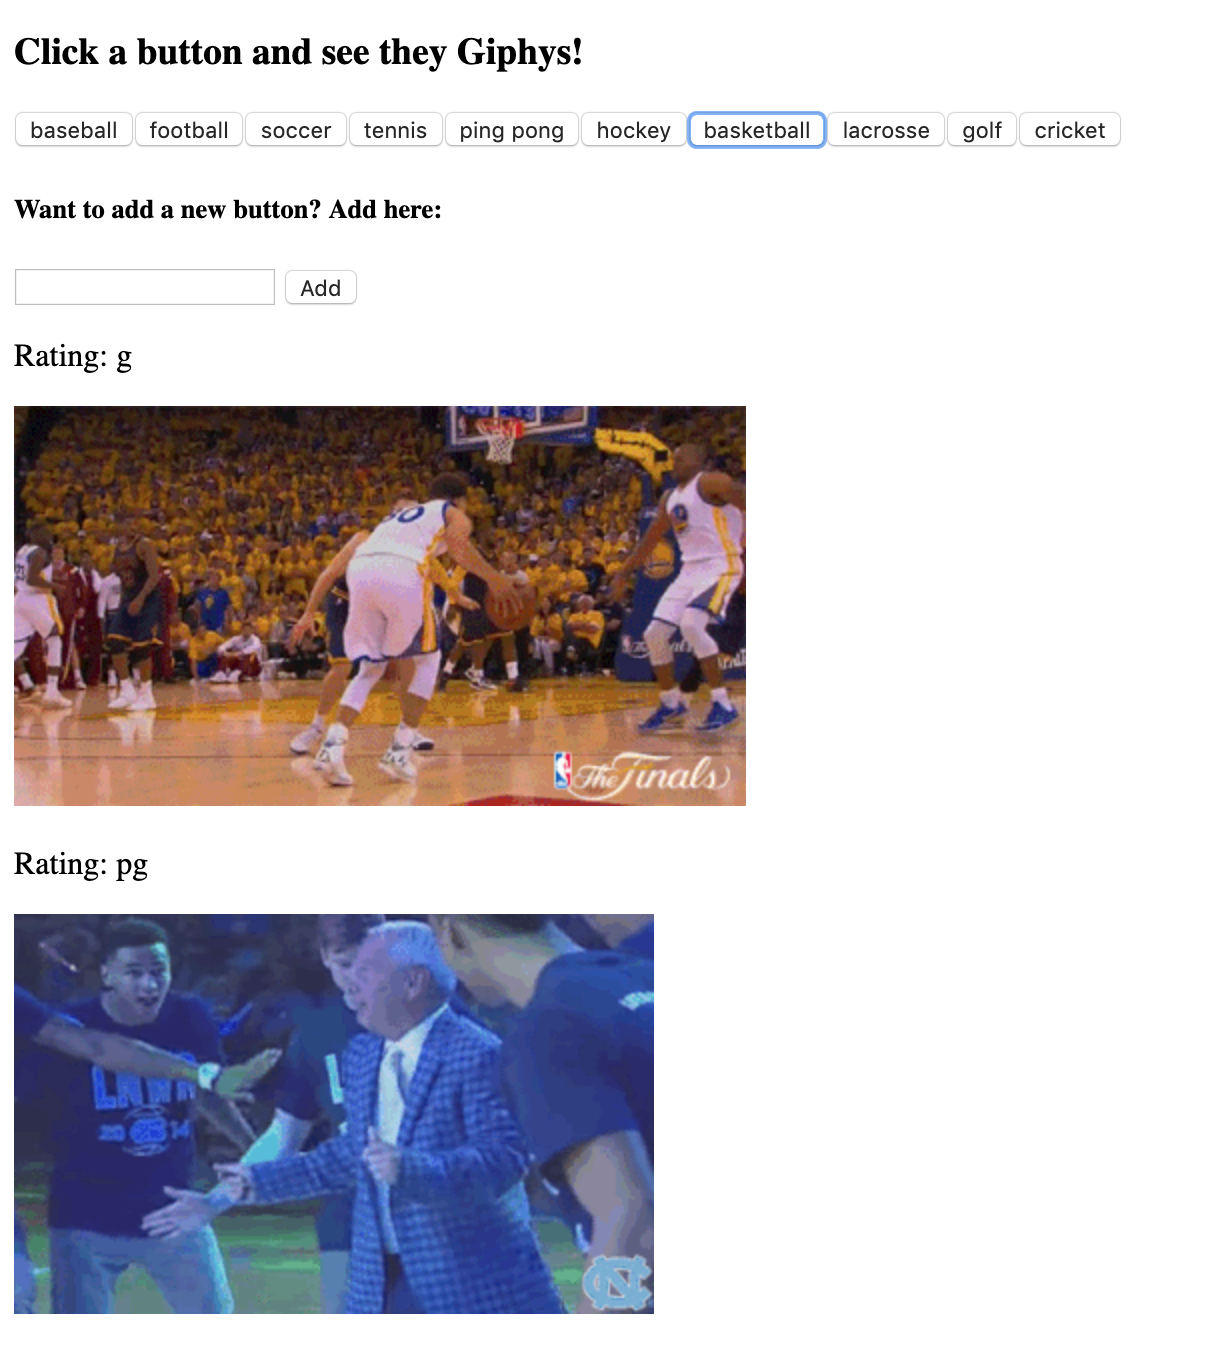 Click a button and see they Giphys!
baseball football soccer tennis ping pong hockey basketball lacrosse golf cricket
Want to add a new button? Add here:
Add
Rating: g
The Finals
Rating: pg